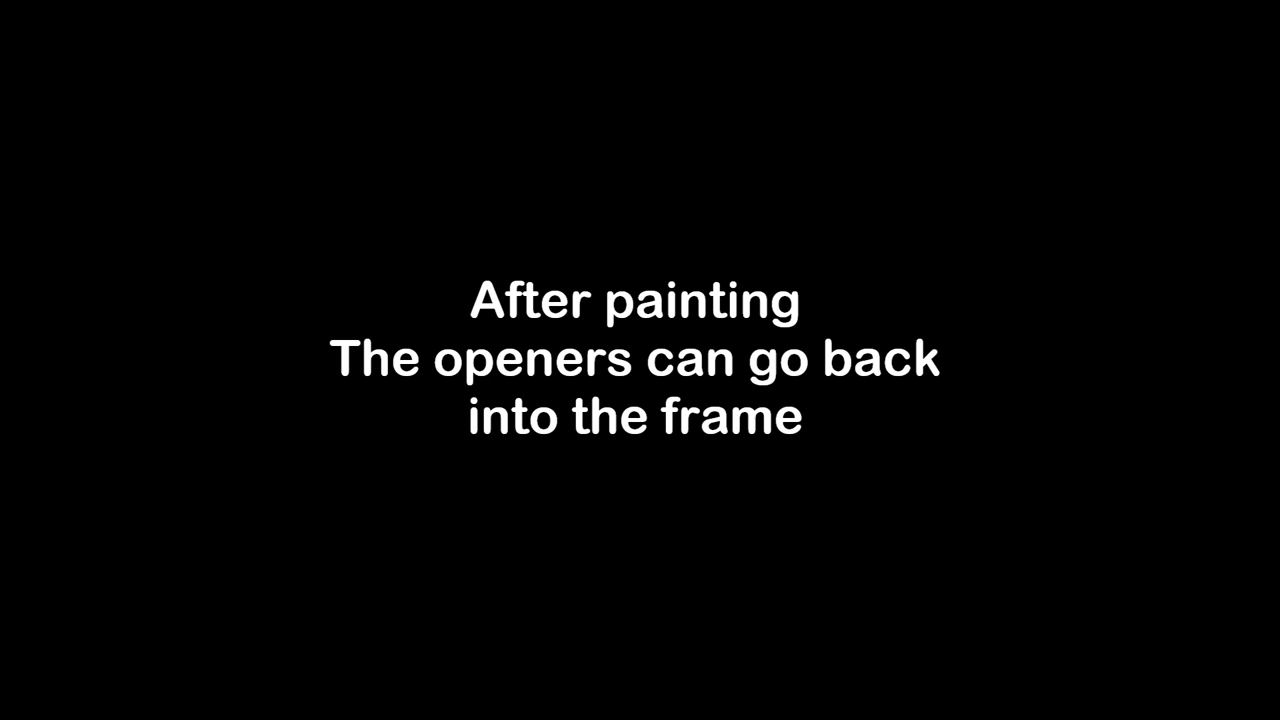 After painting
The openers can go back
into the frame